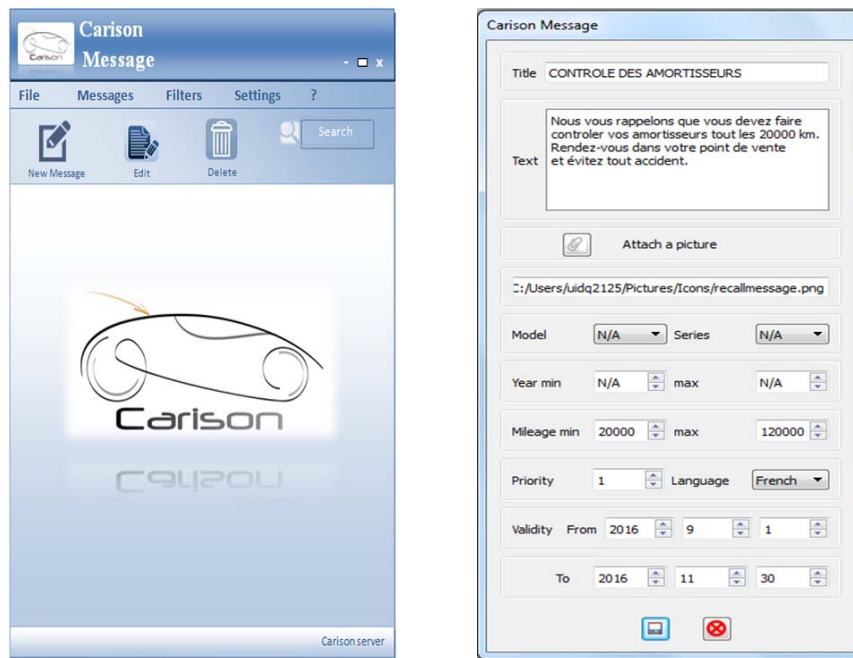 Carison
Message
Carison
- x
File Messages Filters Settings ?
Search
New Message Edit Delete
Carison
Carison
Carison server
Carison Message
Title CONTROLE DES AMORTISSEURS
Text
Nous vous rappelons que vous devez faire
controler vos amortisseurs tout les 20000 km.
Rendez-vous dans votre point de vente
et évitez tout accident.
Attach a picture
C:/Users/uidq2125/Pictures/Icons/recallmessage.png
Model N/A Series N/A
Year min N/A max N/A
Mileage min 20000 max 120000
Priority 1 Language French
Validity From 2016 9 1
To 2016 11 30